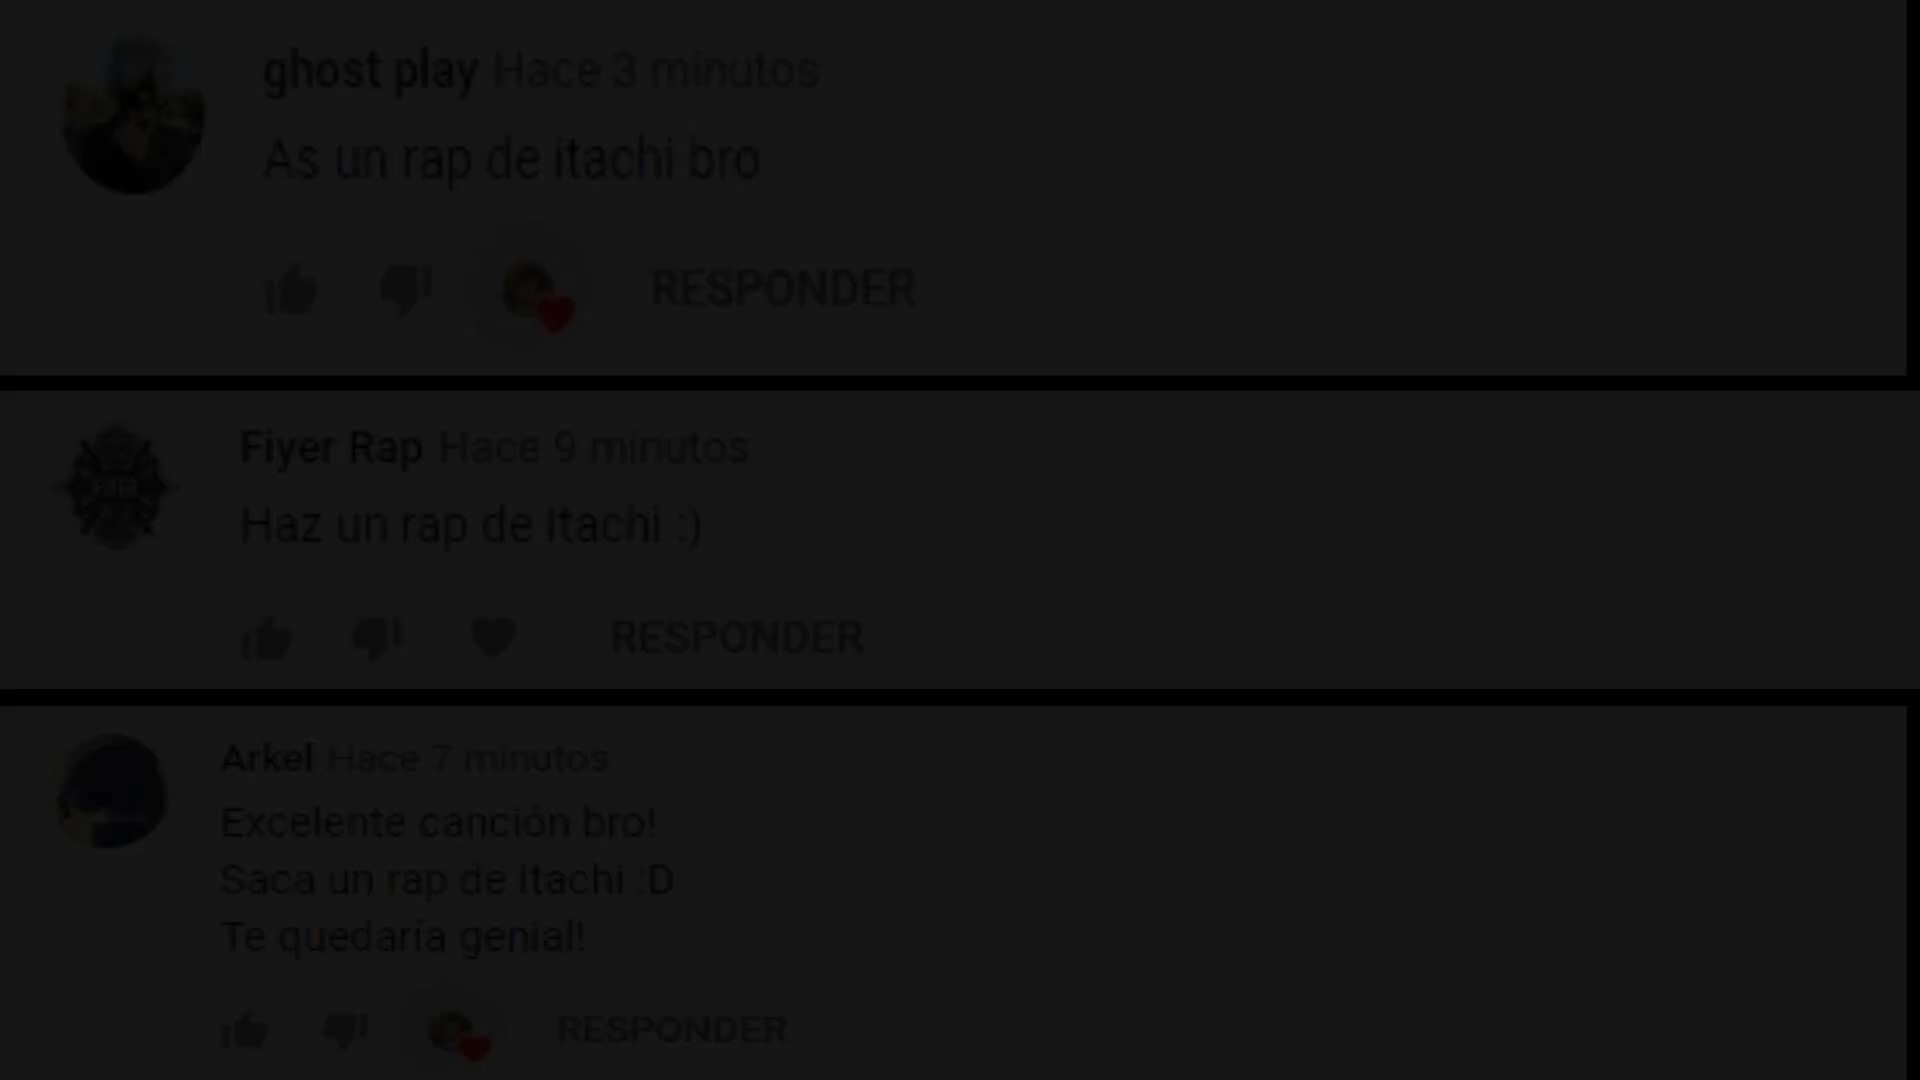 ghost play Hace 3 minutos
As un rap de itachi bro
RESPONDER
Fiyer Rap Hace 9 minutos
Haz un rap de Itachi :)
RESPONDER
Arkel Hace 7 minutos
Excelente canción bro!
Saca un rap de Itachi :D
Te quedaria genial!
RESPONDER